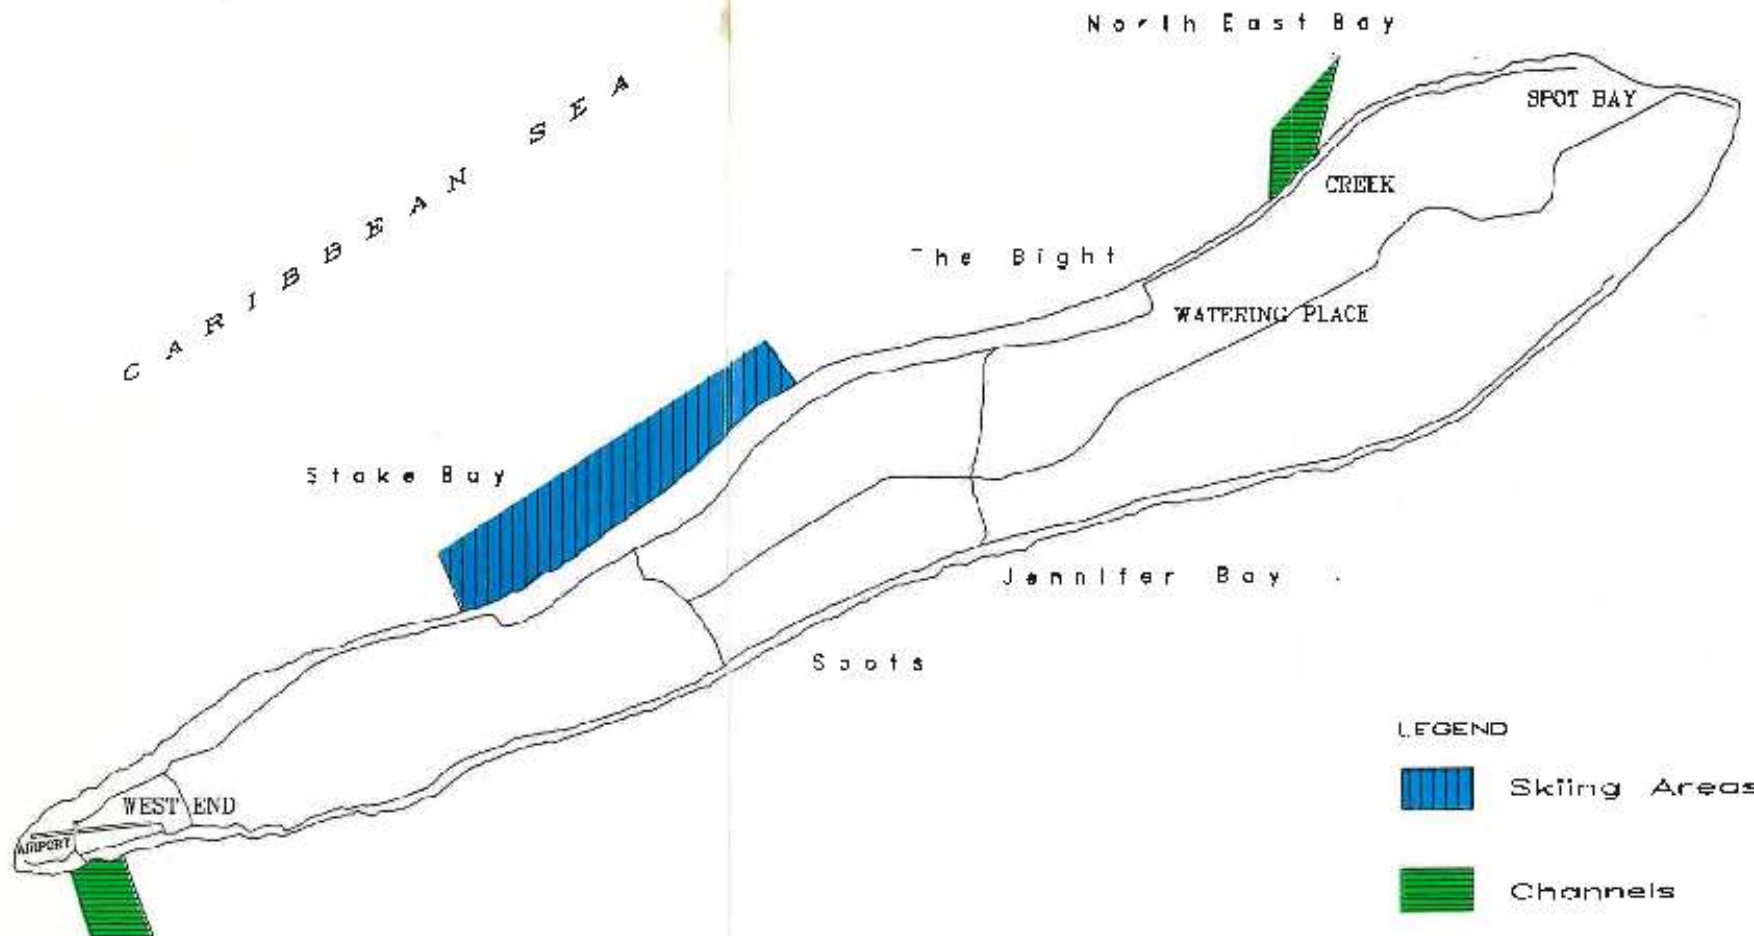 North East Bay
CARIBBEAN SEA
SPOT BAY
CREEK
The Bight
WATERING PLACE
Stake Bay
Jennifer Bay
Spots
LEGEND
Skiing Areas
WEST END
AIRPORT
Channels